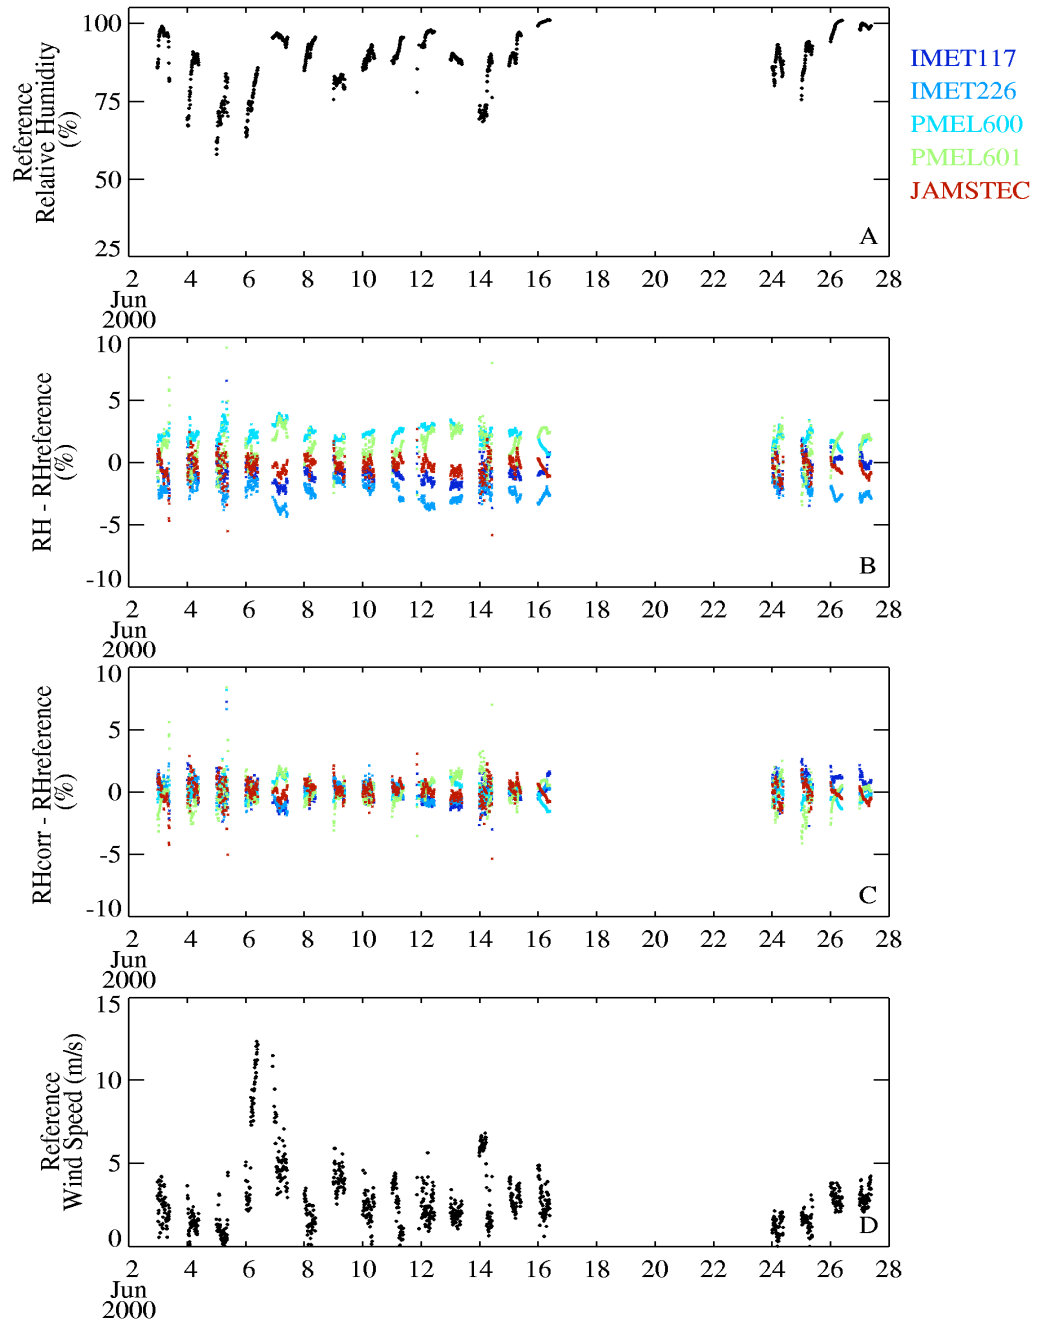 100
75
50
25
Reference
Relative Humidity
(%)
A
2 4 6 8 10 12 14 16 18 20 22 24 26 28
Jun
2000
IMET117
IMET226
PMEL600
PMEL601
JAMSTEC
10
5
0
-5
-10
RH - RHreference
(%)
B
2 4 6 8 10 12 14 16 18 20 22 24 26 28
Jun
2000
10
5
0
-5
-10
RHcorr - RHreference
(%)
C
2 4 6 8 10 12 14 16 18 20 22 24 26 28
Jun
2000
15
10
5
0
Reference
Wind Speed (m/s)
D
2 4 6 8 10 12 14 16 18 20 22 24 26 28
Jun
2000